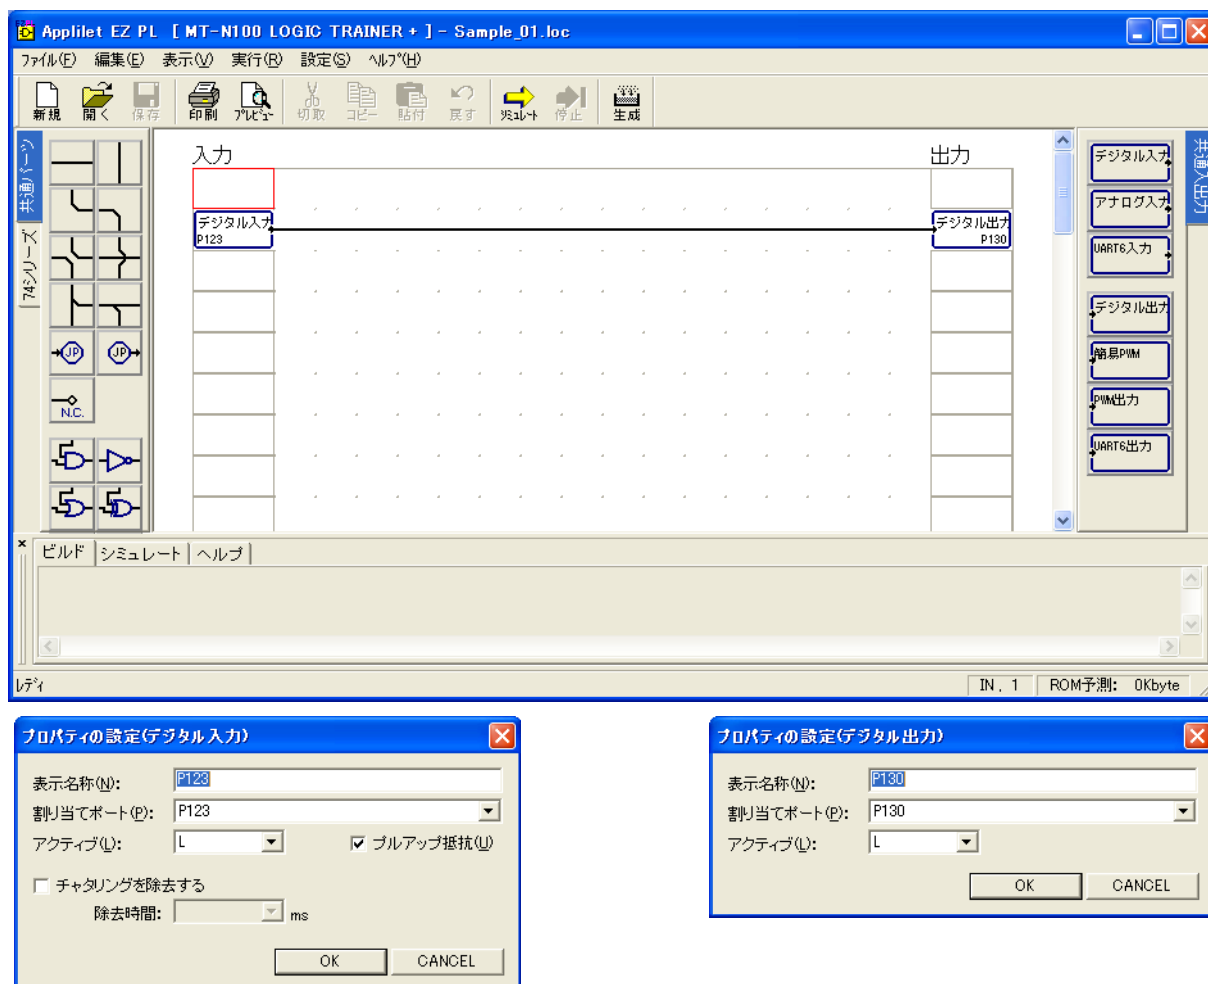 Applilet EZ PL [ MT-N100 LOGIC TRAINER + ] - Sample_01.loc
ファイル(F) 編集(E) 表示(V) 実行(R) 設定(S) ヘルプ(H)
新規 開く 保存 印刷 プレビュー 切取 コピー 貼付 戻す シミュレート 停止 生成
共通パーツ
74シリーズ
JP JP
N.C.
入力 出力
デジタル入力
P123
デジタル出力
P130
共通入出力
デジタル入力
アナログ入力
UART6入力
デジタル出力
簡易PWM
PWM出力
UART6出力
ビルド シミュレート ヘルプ
レディ IN, 1 ROM予測: 0Kbyte
プロパティの設定(デジタル入力)
表示名称(N): P123
割り当てポート(P): P123
アクティブ(L): L プルアップ抵抗(U)
チャタリングを除去する
除去時間: ms
OK CANCEL
プロパティの設定(デジタル出力)
表示名称(N): P130
割り当てポート(P): P130
アクティブ(L): L
OK CANCEL